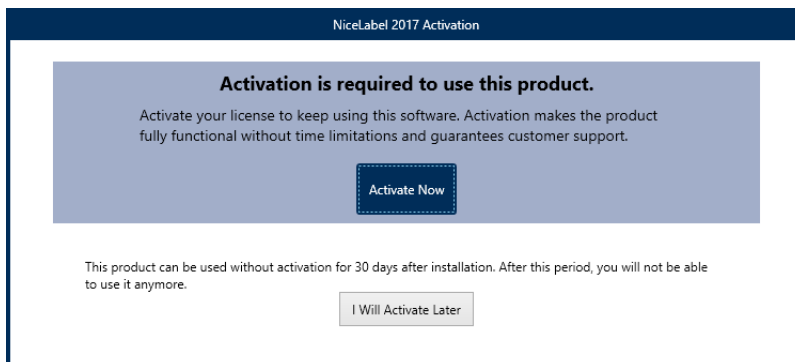 NiceLabel 2017 Activation
Activation is required to use this product.
Activate your license to keep using this software. Activation makes the product
fully functional without time limitations and guarantees customer support.
Activate Now
This product can be used without activation for 30 days after installation. After this period, you will not be able
to use it anymore.
I Will Activate Later